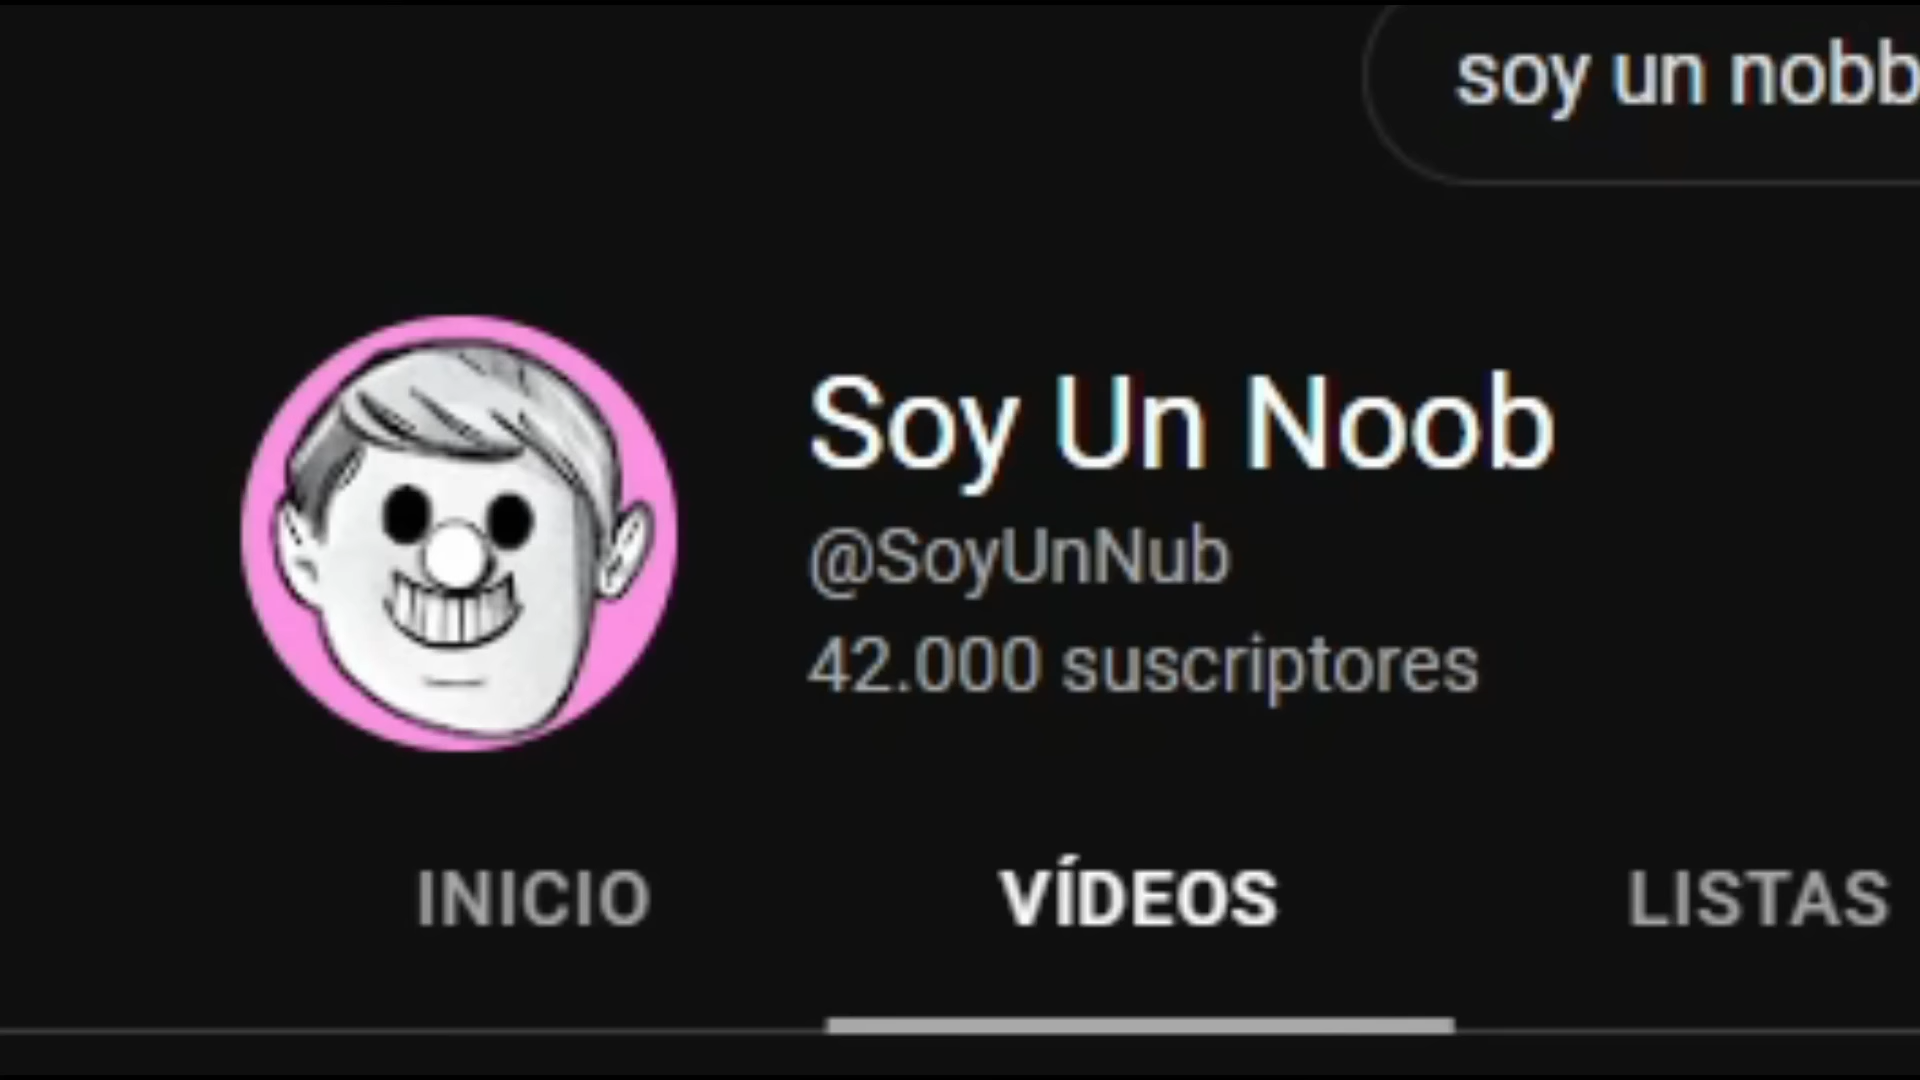 soy un nobb
Soy Un Noob
@SoyUnNub
42.000 suscriptores
INICIO VÍDEOS LISTAS